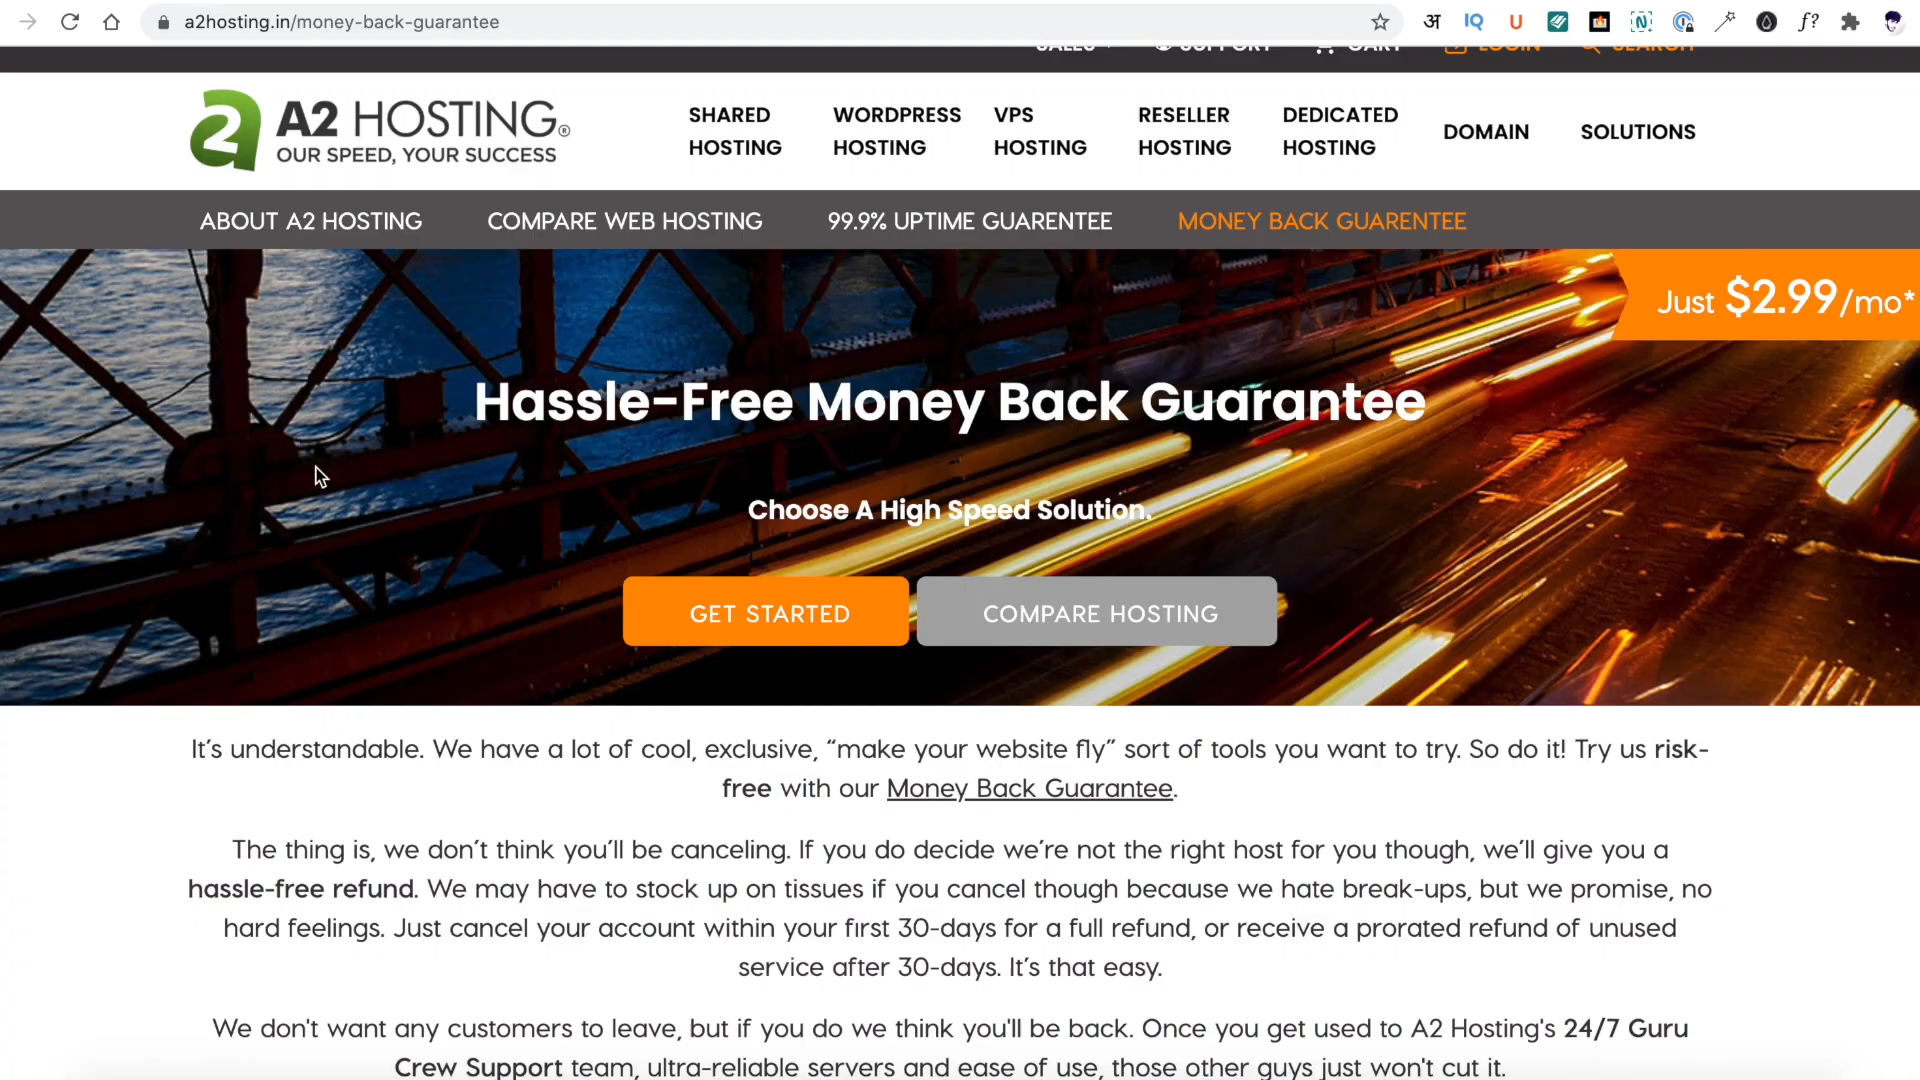 a2hosting.in/money-back-guarantee
अ IQ U N f?
SALES SUPPORT CART LOGIN SEARCH
a2 A2 HOSTING®
OUR SPEED, YOUR SUCCESS
SHARED HOSTING WORDPRESS HOSTING VPS HOSTING RESELLER HOSTING DEDICATED HOSTING DOMAIN SOLUTIONS
ABOUT A2 HOSTING COMPARE WEB HOSTING 99.9% UPTIME GUARENTEE MONEY BACK GUARENTEE
Just $2.99/mo*
Hassle-Free Money Back Guarantee
Choose A High Speed Solution.
GET STARTED COMPARE HOSTING
It's understandable. We have a lot of cool, exclusive, “make your website fly” sort of tools you want to try. So do it! Try us risk-
free with our Money Back Guarantee.
The thing is, we don't think you'll be canceling. If you do decide we're not the right host for you though, we'll give you a
hassle-free refund. We may have to stock up on tissues if you cancel though because we hate break-ups, but we promise, no
hard feelings. Just cancel your account within your first 30-days for a full refund, or receive a prorated refund of unused
service after 30-days. It's that easy.
We don't want any customers to leave, but if you do we think you'll be back. Once you get used to A2 Hosting's 24/7 Guru
Crew Support team, ultra-reliable servers and ease of use, those other guys just won't cut it.